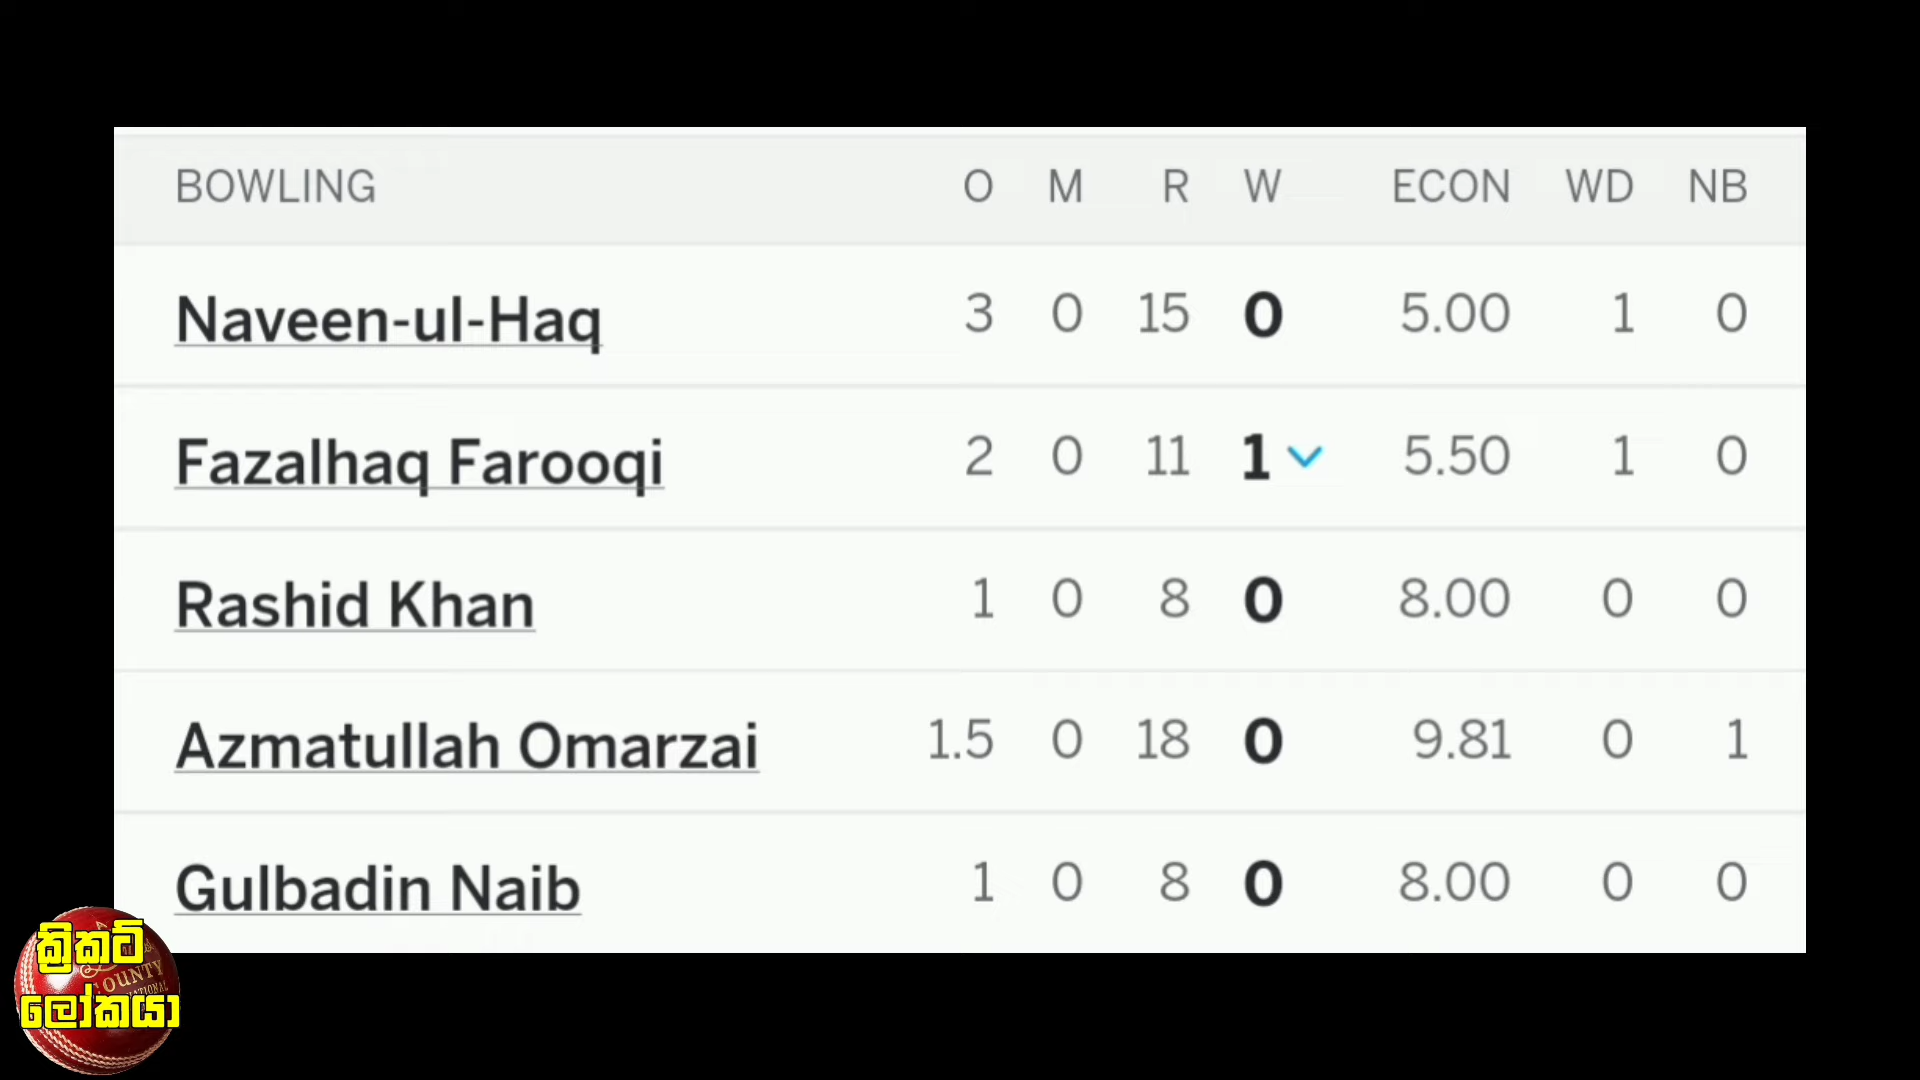 BOWLING O M R W ECON WD NB
Naveen-ul-Haq 3 0 15 0 5.00 1 0
Fazalhaq Farooqi 2 0 11 1 5.50 1 0
Rashid Khan 1 0 8 0 8.00 0 0
Azmatullah Omarzai 1.5 0 18 0 9.81 0 1
Gulbadin Naib 1 0 8 0 8.00 0 0
ක්‍රිකට්
COUNTY
ලෝකයා